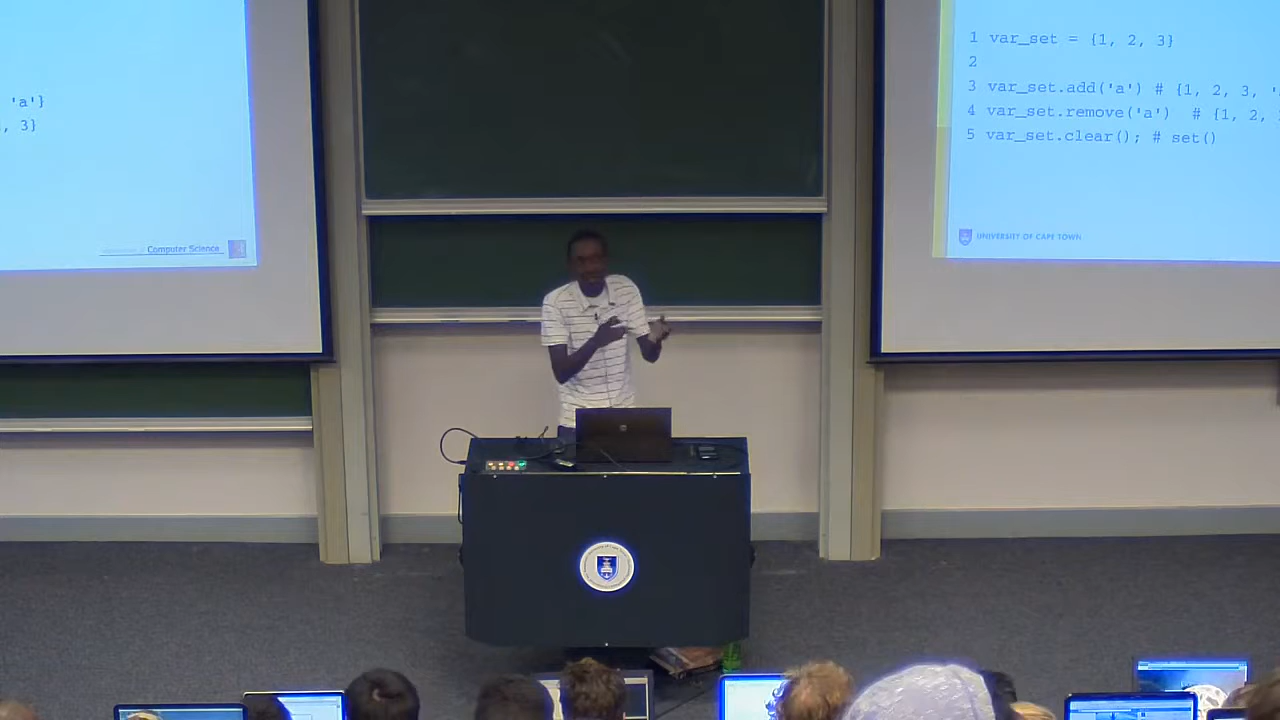 'a'}
, 3}
Computer Science
1 var_set = {1, 2, 3}
2
3 var_set.add('a') # {1, 2, 3, '
4 var_set.remove('a')  # {1, 2,
5 var_set.clear(); # set()
UNIVERSITY OF CAPE TOWN